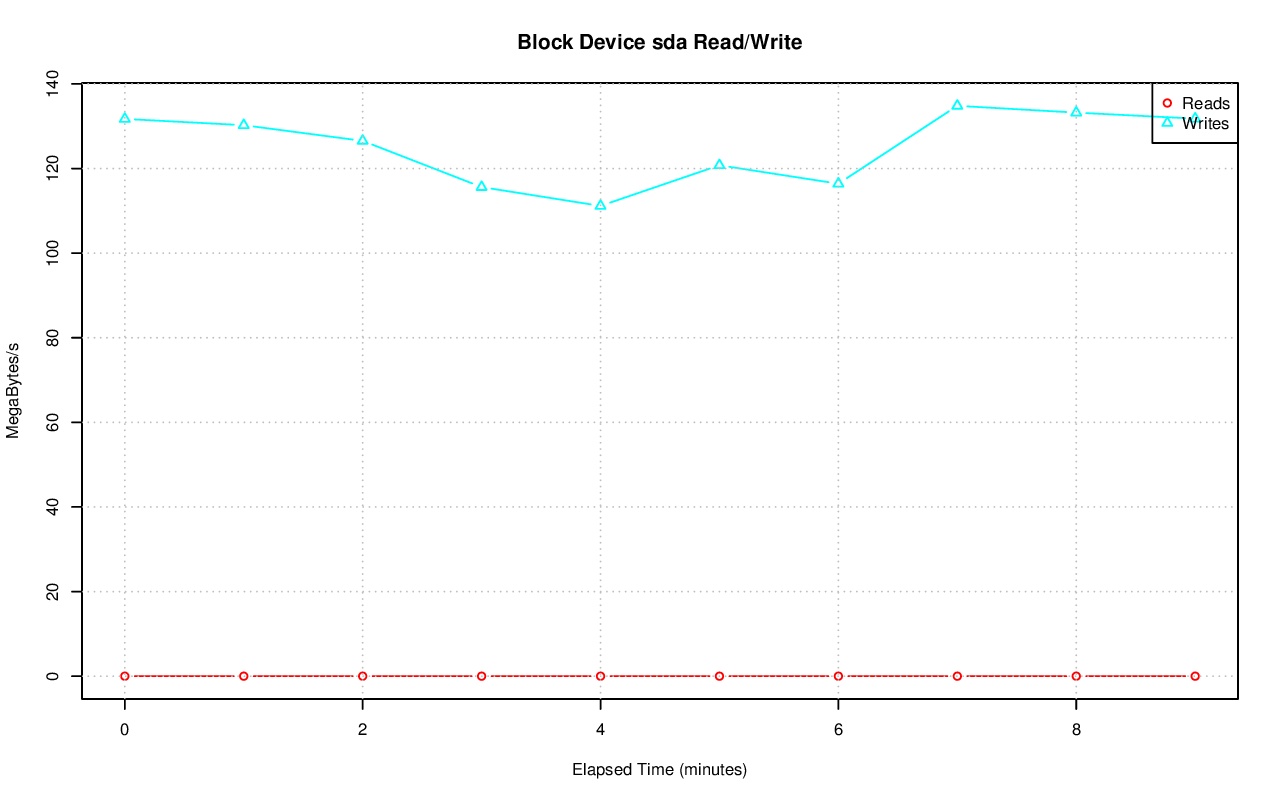 Block Device sda Read/Write
140
120
100
80
60
40
20
0
MegaBytes/s
Reads
Writes
0 2 4 6 8
Elapsed Time (minutes)